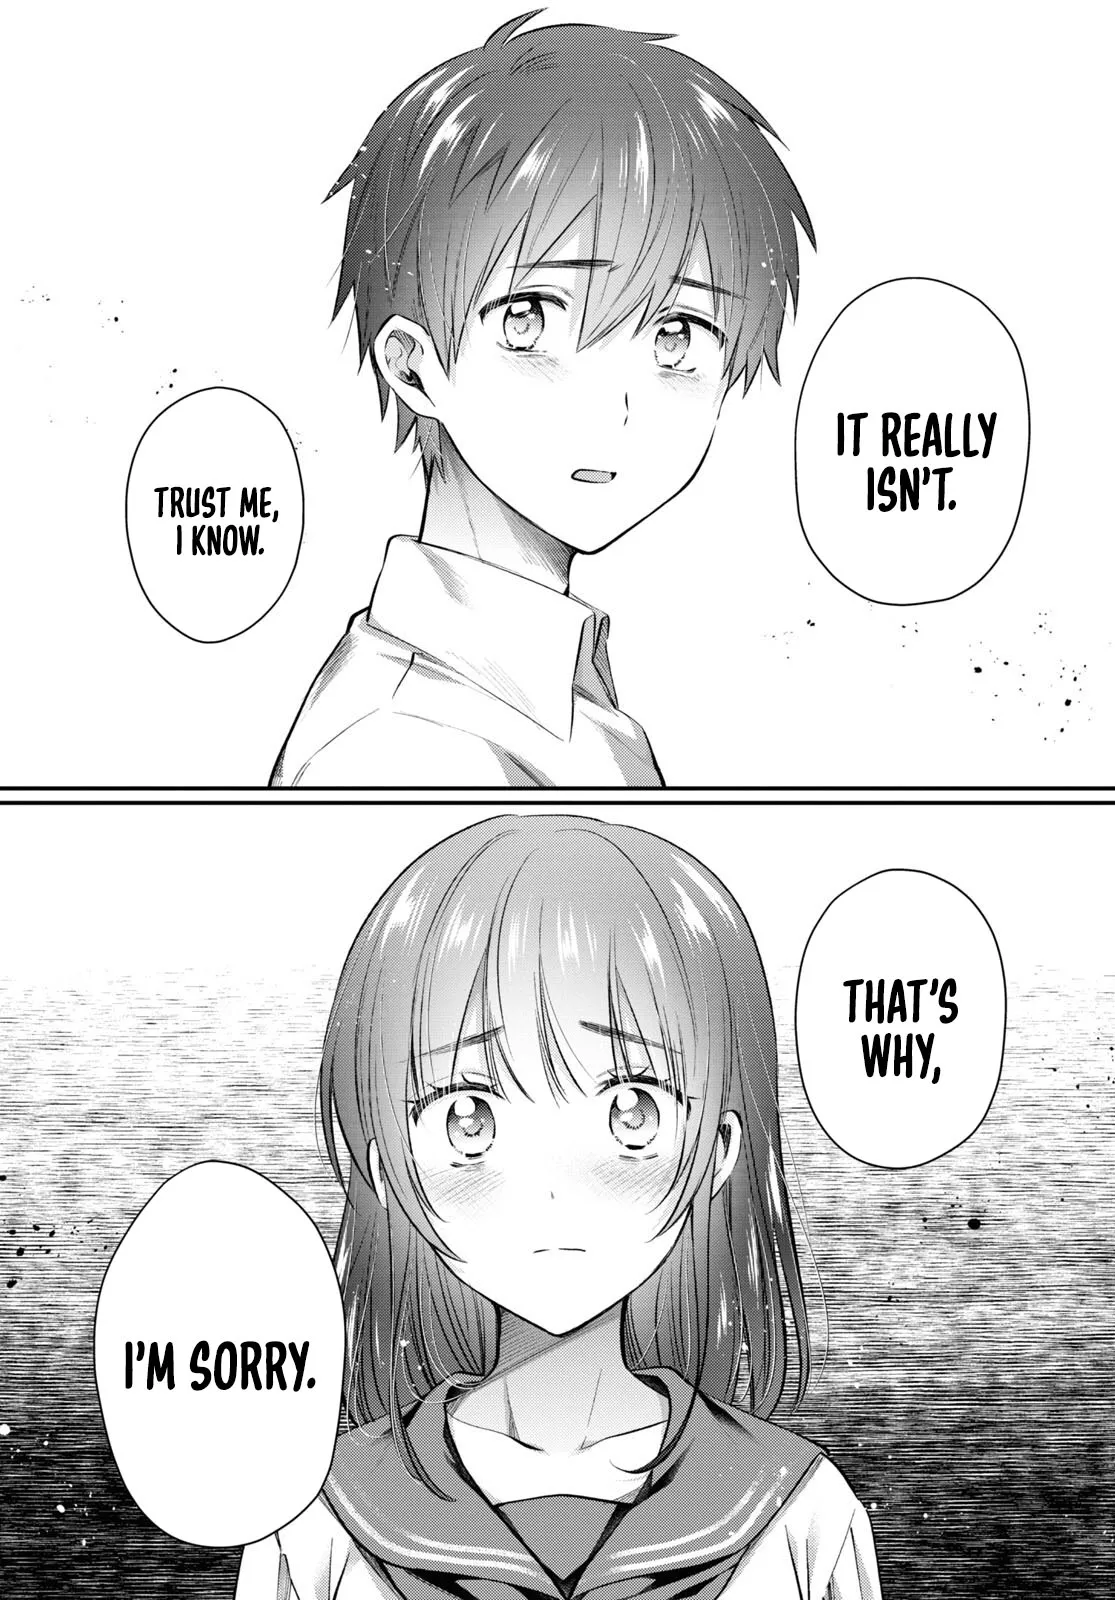 IT REALLY
ISN'T.
TRUST ME,
I KNOW.
THAT'S
WHY,
I'M SORRY.